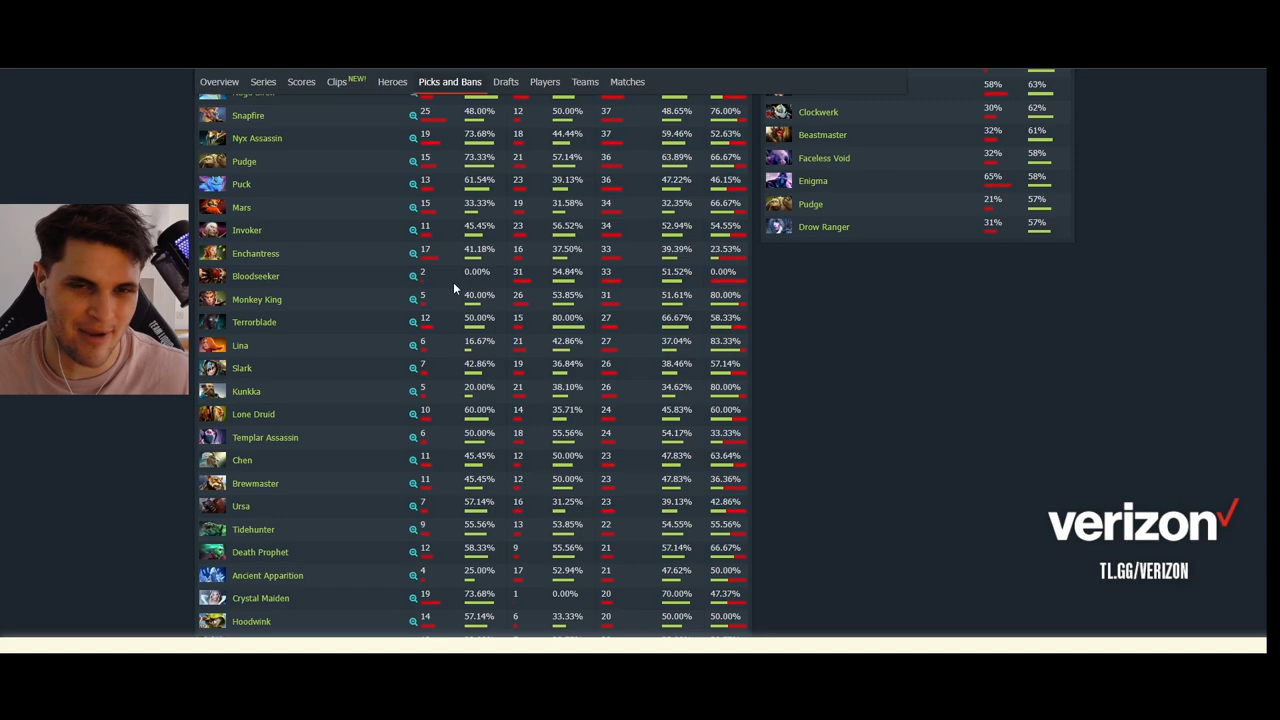 Overview Series Scores Clips NEW! Heroes Picks and Bans Drafts Players Teams Matches
Snapfire 25 48.00% 12 50.00% 37 48.65% 76.00%
Nyx Assassin 19 73.68% 18 44.44% 37 59.46% 52.63%
Pudge 15 73.33% 21 57.14% 36 63.89% 66.67%
Puck 13 61.54% 23 39.13% 36 47.22% 46.15%
Mars 15 33.33% 19 31.58% 34 32.35% 66.67%
Invoker 11 45.45% 23 56.52% 34 52.94% 54.55%
Enchantress 17 41.18% 16 37.50% 33 39.39% 23.53%
Bloodseeker 2 0.00% 31 54.84% 33 51.52% 0.00%
Monkey King 5 40.00% 26 53.85% 31 51.61% 80.00%
Terrorblade 12 50.00% 15 80.00% 27 66.67% 58.33%
Lina 6 16.67% 21 42.86% 27 37.04% 83.33%
Slark 7 42.86% 19 36.84% 26 38.46% 57.14%
Kunkka 5 20.00% 21 38.10% 26 34.62% 80.00%
Lone Druid 10 60.00% 14 35.71% 24 45.83% 60.00%
Templar Assassin 6 50.00% 18 55.56% 24 54.17% 33.33%
Chen 11 45.45% 12 50.00% 23 47.83% 63.64%
Brewmaster 11 45.45% 12 50.00% 23 47.83% 36.36%
Ursa 7 57.14% 16 31.25% 23 39.13% 42.86%
Tidehunter 9 55.56% 13 53.85% 22 54.55% 55.56%
Death Prophet 12 58.33% 9 55.56% 21 57.14% 66.67%
Ancient Apparition 4 25.00% 17 52.94% 21 47.62% 50.00%
Crystal Maiden 19 73.68% 1 0.00% 20 70.00% 47.37%
Hoodwink 14 57.14% 6 33.33% 20 50.00% 50.00%
58% 63%
Clockwerk 30% 62%
Beastmaster 32% 61%
Faceless Void 32% 58%
Enigma 65% 58%
Pudge 21% 57%
Drow Ranger 31% 57%
verizon
TL.GG/VERIZON